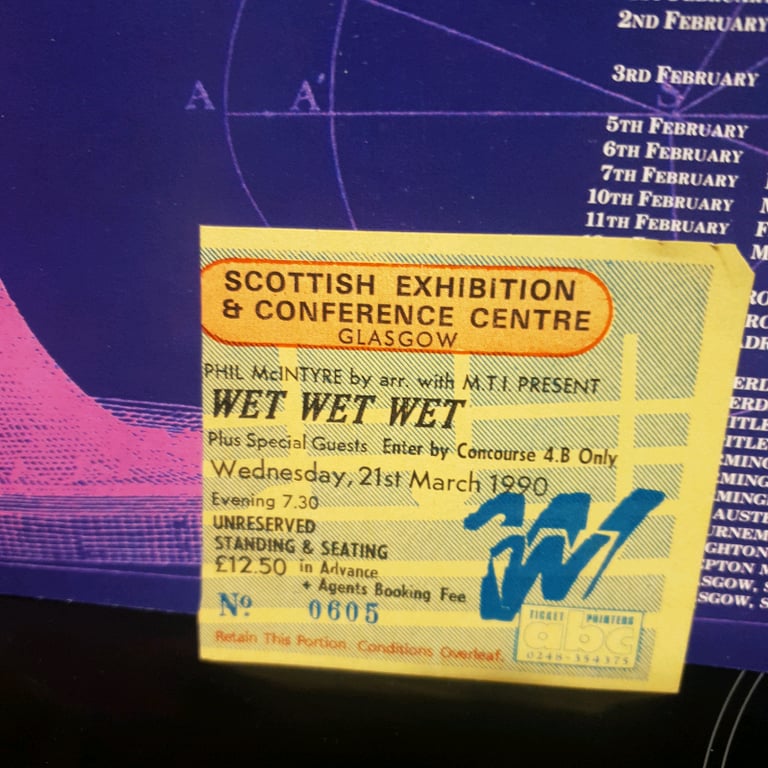 2ND FEBRUARY
3RD FEBRUARY
A A' S
5TH FEBRUARY
6TH FEBRUARY
7TH FEBRUARY
10TH FEBRUARY
11TH FEBRUARY
SCOTTISH EXHIBITION
& CONFERENCE CENTRE
GLASGOW
PHIL McINTYRE by arr. with M.T.I PRESENT
WET WET WET
Plus Special Guests Enter by Concourse 4.B Only
Wednesday, 21st March 1990
Evening 7.30
UNRESERVED
STANDING & SEATING
£12.50 in Advance
+ Agents Booking Fee
Nº 0605
TICKET PRINTERS
abc
0248-354375
Retain This Portion. Conditions Overleaf.